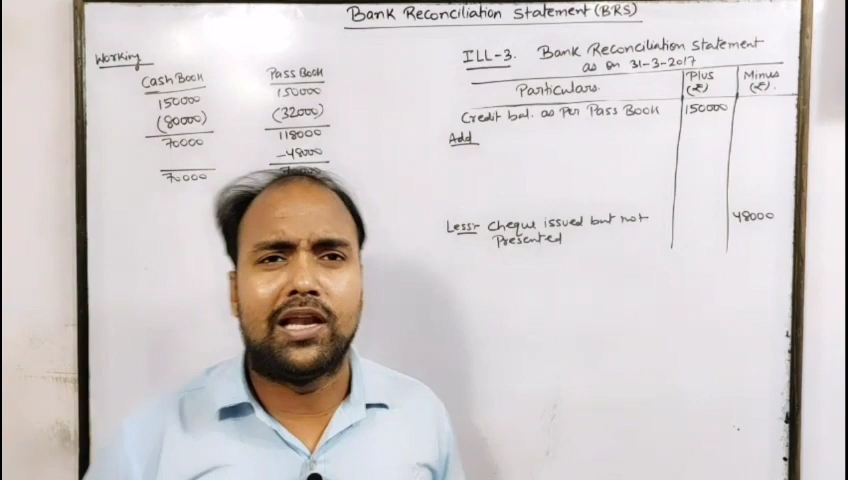 Bank Reconciliation Statement (BRS)
Working
Cash Book
150000
(80000)
70000
70000
Pass Book
150000
(32000)
118000
-48000
ILL-3. Bank Reconciliation Statement
as on 31-3-2017
Particulars. Plus (₹) Minus (₹).
Credit bal. as Per Pass Book 150000
Add
Less:- Cheque issued but not 48000
Presented